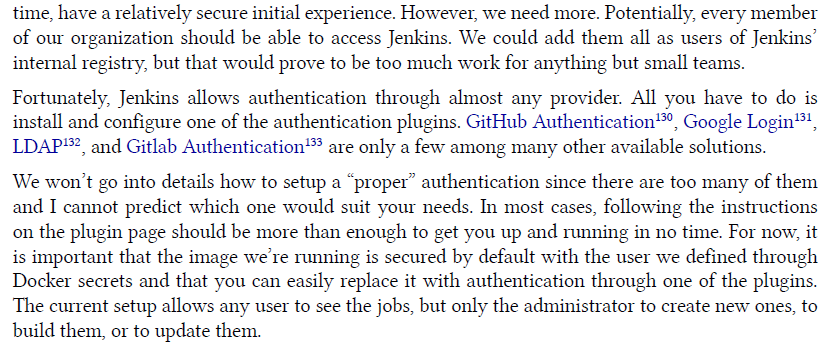 time, have a relatively secure initial experience. However, we need more. Potentially, every member
of our organization should be able to access Jenkins. We could add them all as users of Jenkins’
internal registry, but that would prove to be too much work for anything but small teams.
Fortunately, Jenkins allows authentication through almost any provider. All you have to do is
install and configure one of the authentication plugins. GitHub Authentication¹³⁰, Google Login¹³¹,
LDAP¹³², and Gitlab Authentication¹³³ are only a few among many other available solutions.
We won’t go into details how to setup a “proper” authentication since there are too many of them
and I cannot predict which one would suit your needs. In most cases, following the instructions
on the plugin page should be more than enough to get you up and running in no time. For now, it
is important that the image we’re running is secured by default with the user we defined through
Docker secrets and that you can easily replace it with authentication through one of the plugins.
The current setup allows any user to see the jobs, but only the administrator to create new ones, to
build them, or to update them.